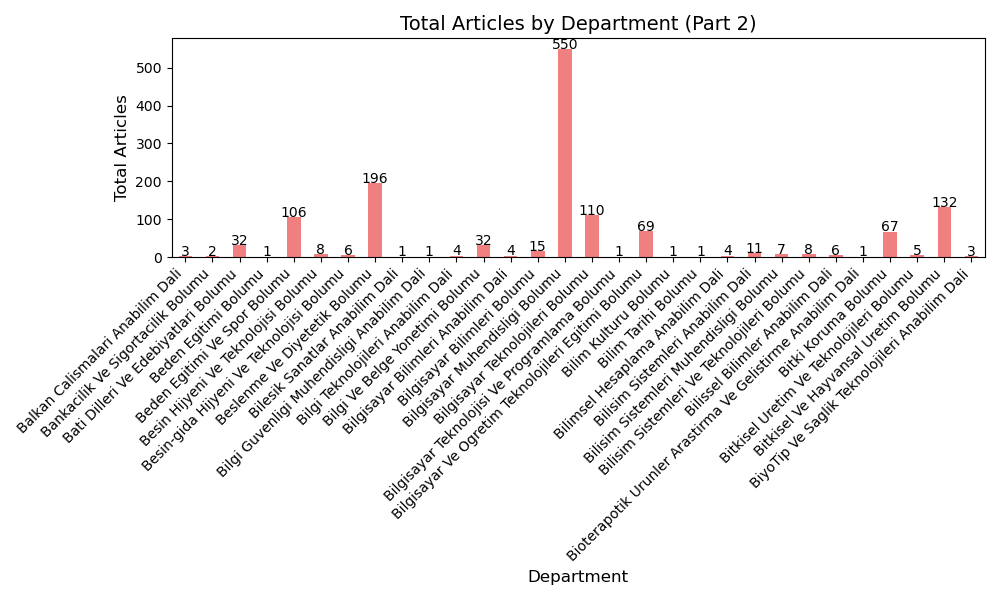 Total Articles by Department (Part 2)
Total Articles
500
400
300
200
100
0
3
2
32
1
106
8
6
196
1
1
4
32
4
15
550
110
1
69
1
1
4
11
7
8
6
1
67
5
132
3
Balkan Calismalari Anabilim Dali
Bankacilik Ve Sigortacilik Bolumu
Bati Dilleri Ve Edebiyatlari Bolumu
Beden Egitimi Bolumu
Beden Egitimi Ve Spor Bolumu
Besin Hijyeni Ve Teknolojisi Bolumu
Besin-gida Hijyeni Ve Teknolojisi Bolumu
Beslenme Ve Diyetetik Bolumu
Bilesik Sanatlar Anabilim Dali
Bilgi Guvenligi Muhendisligi Anabilim Dali
Bilgi Teknolojileri Anabilim Dali
Bilgi Ve Belge Yonetimi Bolumu
Bilgisayar Bilimleri Anabilim Dali
Bilgisayar Bilimleri Bolumu
Bilgisayar Muhendisligi Bolumu
Bilgisayar Teknolojileri Bolumu
Bilgisayar Teknolojisi Ve Programlama Bolumu
Bilgisayar Ve Ogretim Teknolojileri Egitimi Bolumu
Bilim Kulturu Bolumu
Bilim Tarihi Bolumu
Bilimsel Hesaplama Anabilim Dali
Bilisim Sistemleri Anabilim Dali
Bilisim Sistemleri Muhendisligi Bolumu
Bilisim Sistemleri Ve Teknolojileri Bolumu
Bilissel Bilimler Anabilim Dali
Bioterapotik Urunler Arastirma Ve Gelistirme Anabilim Dali
Bitki Koruma Bolumu
Bitkisel Uretim Ve Teknolojileri Bolumu
Bitkisel Ve Hayvansal Uretim Bolumu
BiyoTip Ve Saglik Teknolojileri Anabilim Dali
Department